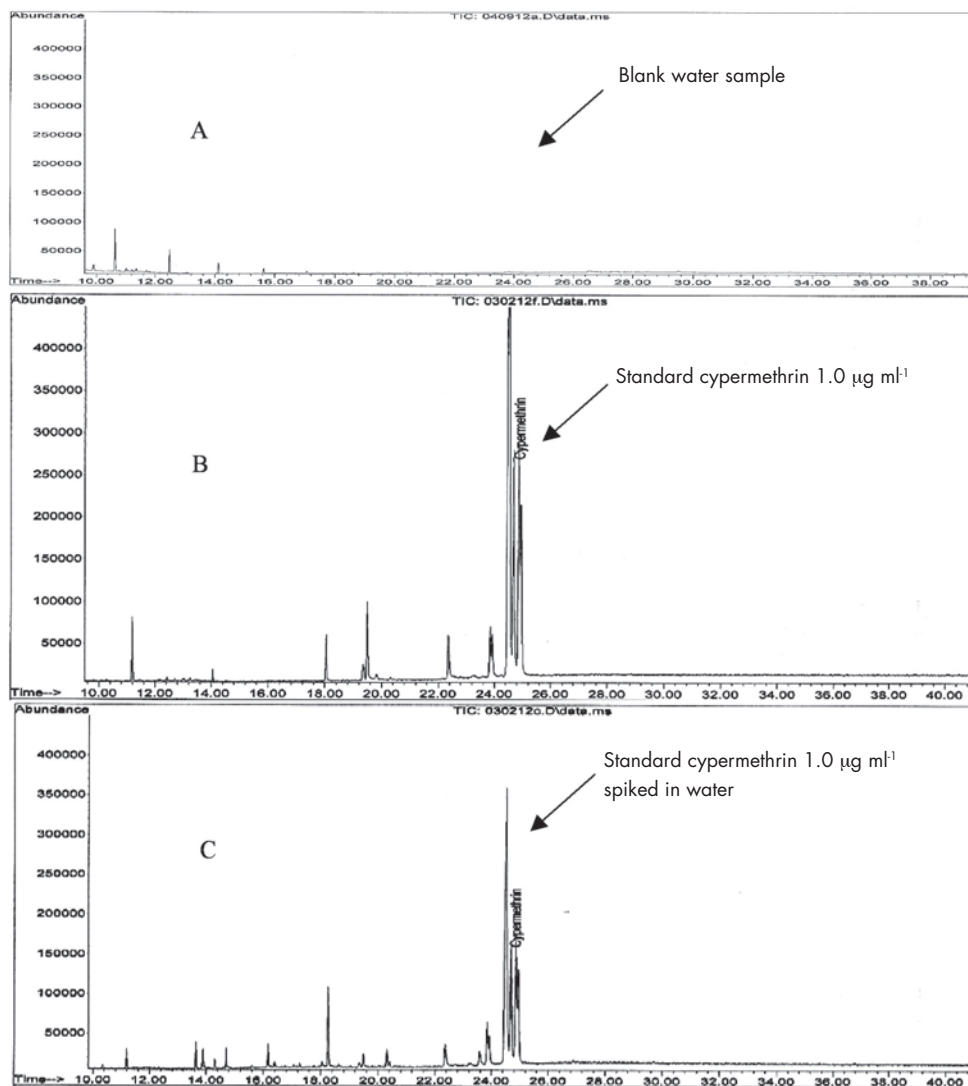 Abundance TIC: 040912a.D\data.ms
400000
Blank water sample
350000
300000
250000
A
200000
150000
100000
50000
Time--> 10.00 12.00 14.00 16.00 18.00 20.00 22.00 24.00 26.00 28.00 30.00 32.00 34.00 36.00 38.00
Abundance TIC: 030212f.D\data.ms
400000
350000
Standard cypermethrin 1.0 µg ml-1
300000
Cypermethrin
250000
B
200000
150000
100000
50000
Time--> 10.00 12.00 14.00 16.00 18.00 20.00 22.00 24.00 26.00 28.00 30.00 32.00 34.00 36.00 38.00 40.00
Abundance TIC: 030212c.D\data.ms
400000
Standard cypermethrin 1.0 µg ml-1
spiked in water
350000
300000
C
250000
200000
Cypermethrin
150000
100000
50000
Time--> 10.00 12.00 14.00 16.00 18.00 20.00 22.00 24.00 26.00 28.00 30.00 32.00 34.00 36.00 38.00 40.00